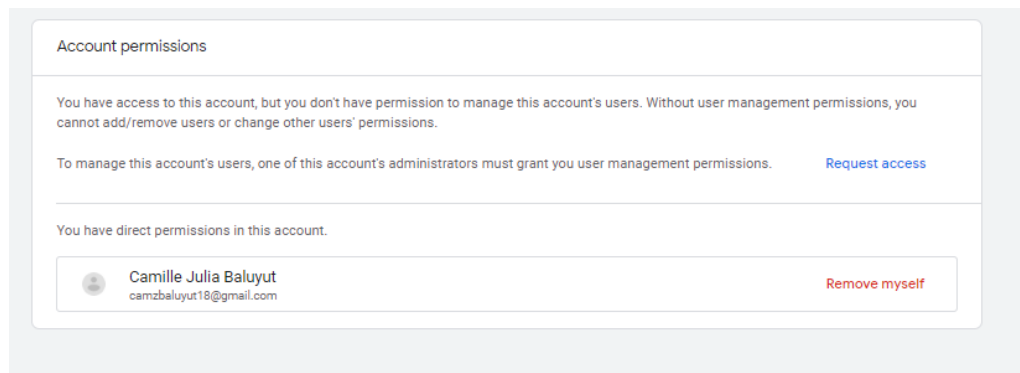 Account permissions
You have access to this account, but you don't have permission to manage this account's users. Without user management permissions, you
cannot add/remove users or change other users' permissions.
To manage this account's users, one of this account's administrators must grant you user management permissions. Request access
You have direct permissions in this account.
Camille Julia Baluyut
camzbaluyut18@gmail.com
Remove myself